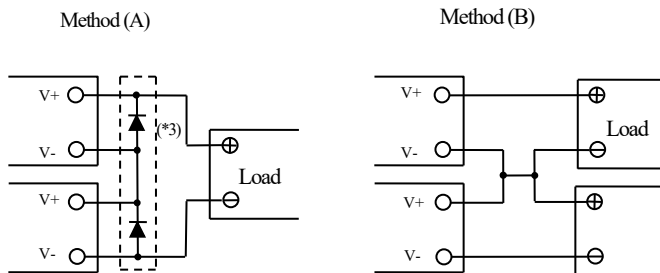 Method (A)
V+
V-
V+
V-
(*3)
Load
Method (B)
V+
V-
V+
V-
Load